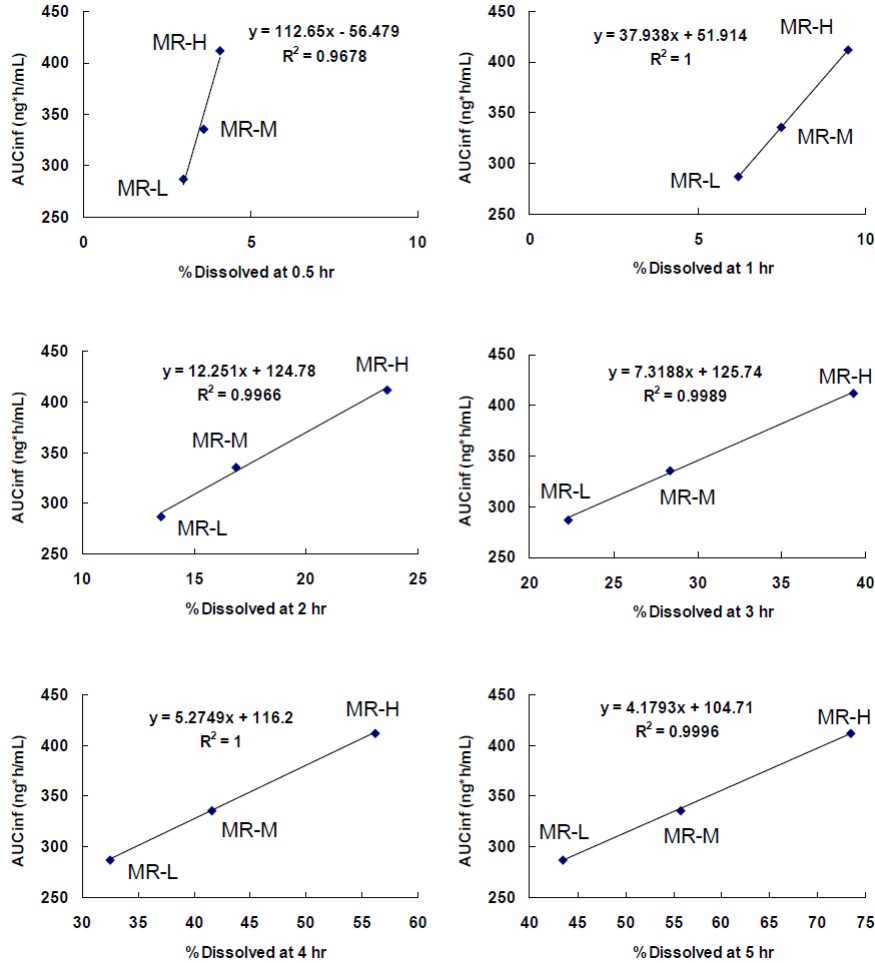 y = 112.65x - 56.479
R² = 0.9678
AUCinf (ng*h/mL)
450
400
350
300
250
MR-H
MR-M
MR-L
0
5
10
%Dissolved at 0.5 hr
y = 37.938x + 51.914
R² = 1
AUCinf (ng*h/mL)
450
400
350
300
250
MR-H
MR-M
MR-L
0
5
10
%Dissolved at 1 hr
y = 12.251x + 124.78
R² = 0.9966
AUCinf (ng*h/mL)
450
400
350
300
250
MR-H
MR-M
MR-L
10
15
20
25
%Dissolved at 2 hr
y = 7.3188x + 125.74
R² = 0.9989
AUCinf (ng*h/mL)
450
400
350
300
250
MR-H
MR-L
MR-M
20
25
30
35
40
%Dissolved at 3 hr
y = 5.2749x + 116.2
R² = 1
AUCinf (ng*h/mL)
450
400
350
300
250
MR-H
MR-M
MR-L
30
40
50
60
%Dissolved at 4 hr
y = 4.1793x + 104.71
R² = 0.9996
AUCinf (ng*h/mL)
450
400
350
300
250
MR-H
MR-M
MR-L
40
45
50
55
60
65
70
75
%Dissolved at 5 hr